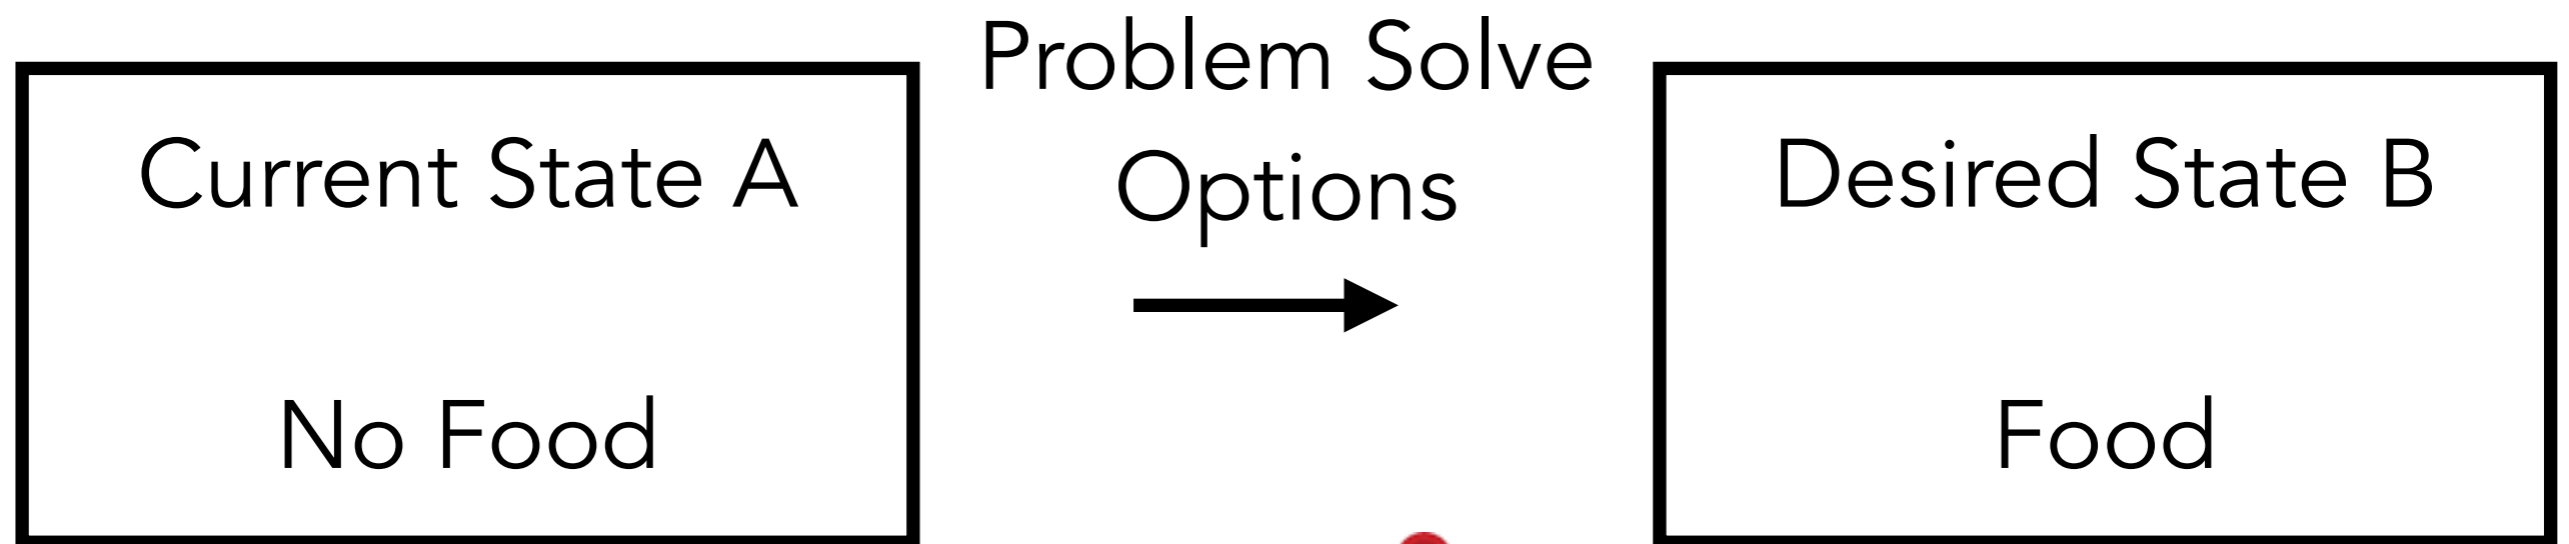 Current State A
No Food
Problem Solve
Options
Desired State B
Food